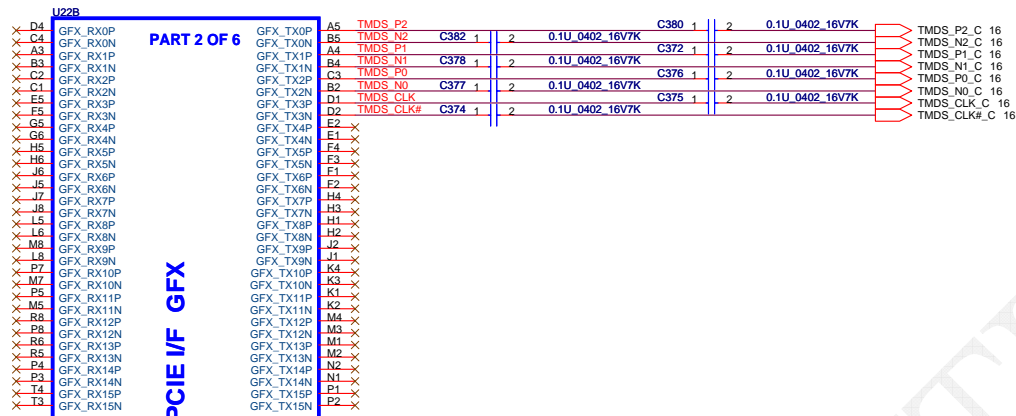 U22B
PART 2 OF 6
PCIE I/F GFX
D4 GFX_RX0P
C4 GFX_RX0N
A3 GFX_RX1P
B3 GFX_RX1N
C2 GFX_RX2P
C1 GFX_RX2N
E5 GFX_RX3P
F5 GFX_RX3N
G5 GFX_RX4P
G6 GFX_RX4N
H5 GFX_RX5P
H6 GFX_RX5N
J6 GFX_RX6P
J5 GFX_RX6N
J7 GFX_RX7P
J8 GFX_RX7N
L5 GFX_RX8P
L6 GFX_RX8N
M8 GFX_RX9P
L8 GFX_RX9N
P7 GFX_RX10P
M7 GFX_RX10N
P5 GFX_RX11P
M5 GFX_RX11N
R8 GFX_RX12P
P8 GFX_RX12N
R6 GFX_RX13P
R5 GFX_RX13N
P4 GFX_RX14P
P3 GFX_RX14N
T4 GFX_RX15P
T3 GFX_RX15N
GFX_TX0P A5 TMDS_P2 C380 1 2 0.1U_0402_16V7K TMDS_P2_C 16
GFX_TX0N B5 TMDS_N2 C382 1 2 0.1U_0402_16V7K TMDS_N2_C 16
GFX_TX1P A4 TMDS_P1 C372 1 2 0.1U_0402_16V7K TMDS_P1_C 16
GFX_TX1N B4 TMDS_N1 C378 1 2 0.1U_0402_16V7K TMDS_N1_C 16
GFX_TX2P C3 TMDS_P0 C376 1 2 0.1U_0402_16V7K TMDS_P0_C 16
GFX_TX2N B2 TMDS_N0 C377 1 2 0.1U_0402_16V7K TMDS_N0_C 16
GFX_TX3P D1 TMDS_CLK C375 1 2 0.1U_0402_16V7K TMDS_CLK_C 16
GFX_TX3N D2 TMDS_CLK# C374 1 2 0.1U_0402_16V7K TMDS_CLK#_C 16
GFX_TX4P E2
GFX_TX4N E1
GFX_TX5P F4
GFX_TX5N F3
GFX_TX6P F1
GFX_TX6N F2
GFX_TX7P H4
GFX_TX7N H3
GFX_TX8P H1
GFX_TX8N H2
GFX_TX9P J2
GFX_TX9N J1
GFX_TX10P K4
GFX_TX10N K3
GFX_TX11P K1
GFX_TX11N K2
GFX_TX12P M4
GFX_TX12N M3
GFX_TX13P M1
GFX_TX13N M2
GFX_TX14P N2
GFX_TX14N N1
GFX_TX15P P1
GFX_TX15N P2